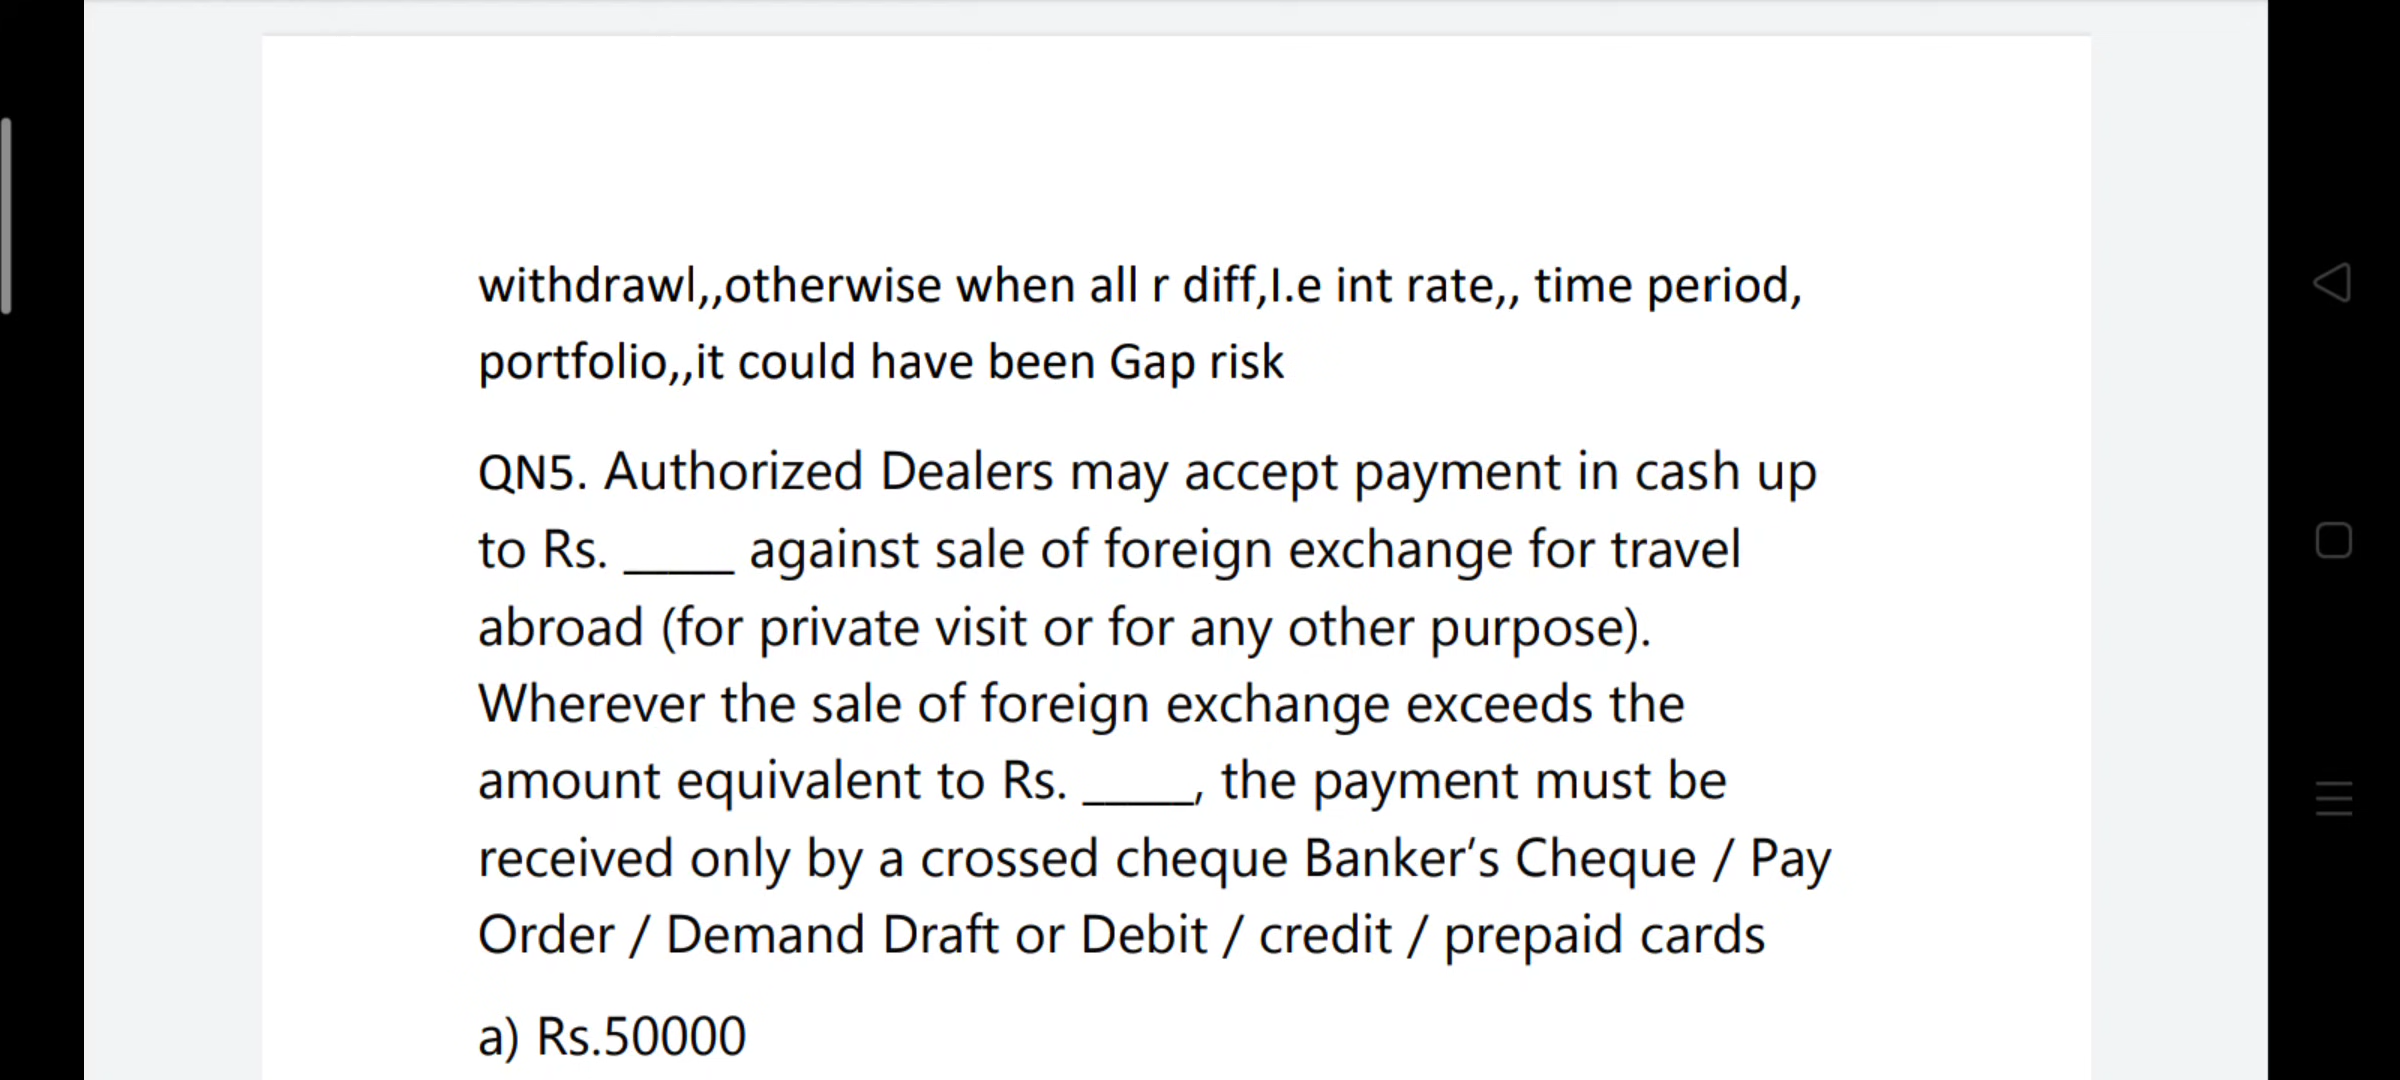 withdrawl,,otherwise when all r diff,I.e int rate,, time period,
portfolio,,it could have been Gap risk
QN5. Authorized Dealers may accept payment in cash up
to Rs. _____ against sale of foreign exchange for travel
abroad (for private visit or for any other purpose).
Wherever the sale of foreign exchange exceeds the
amount equivalent to Rs. _____, the payment must be
received only by a crossed cheque Banker’s Cheque / Pay
Order / Demand Draft or Debit / credit / prepaid cards
a) Rs.50000